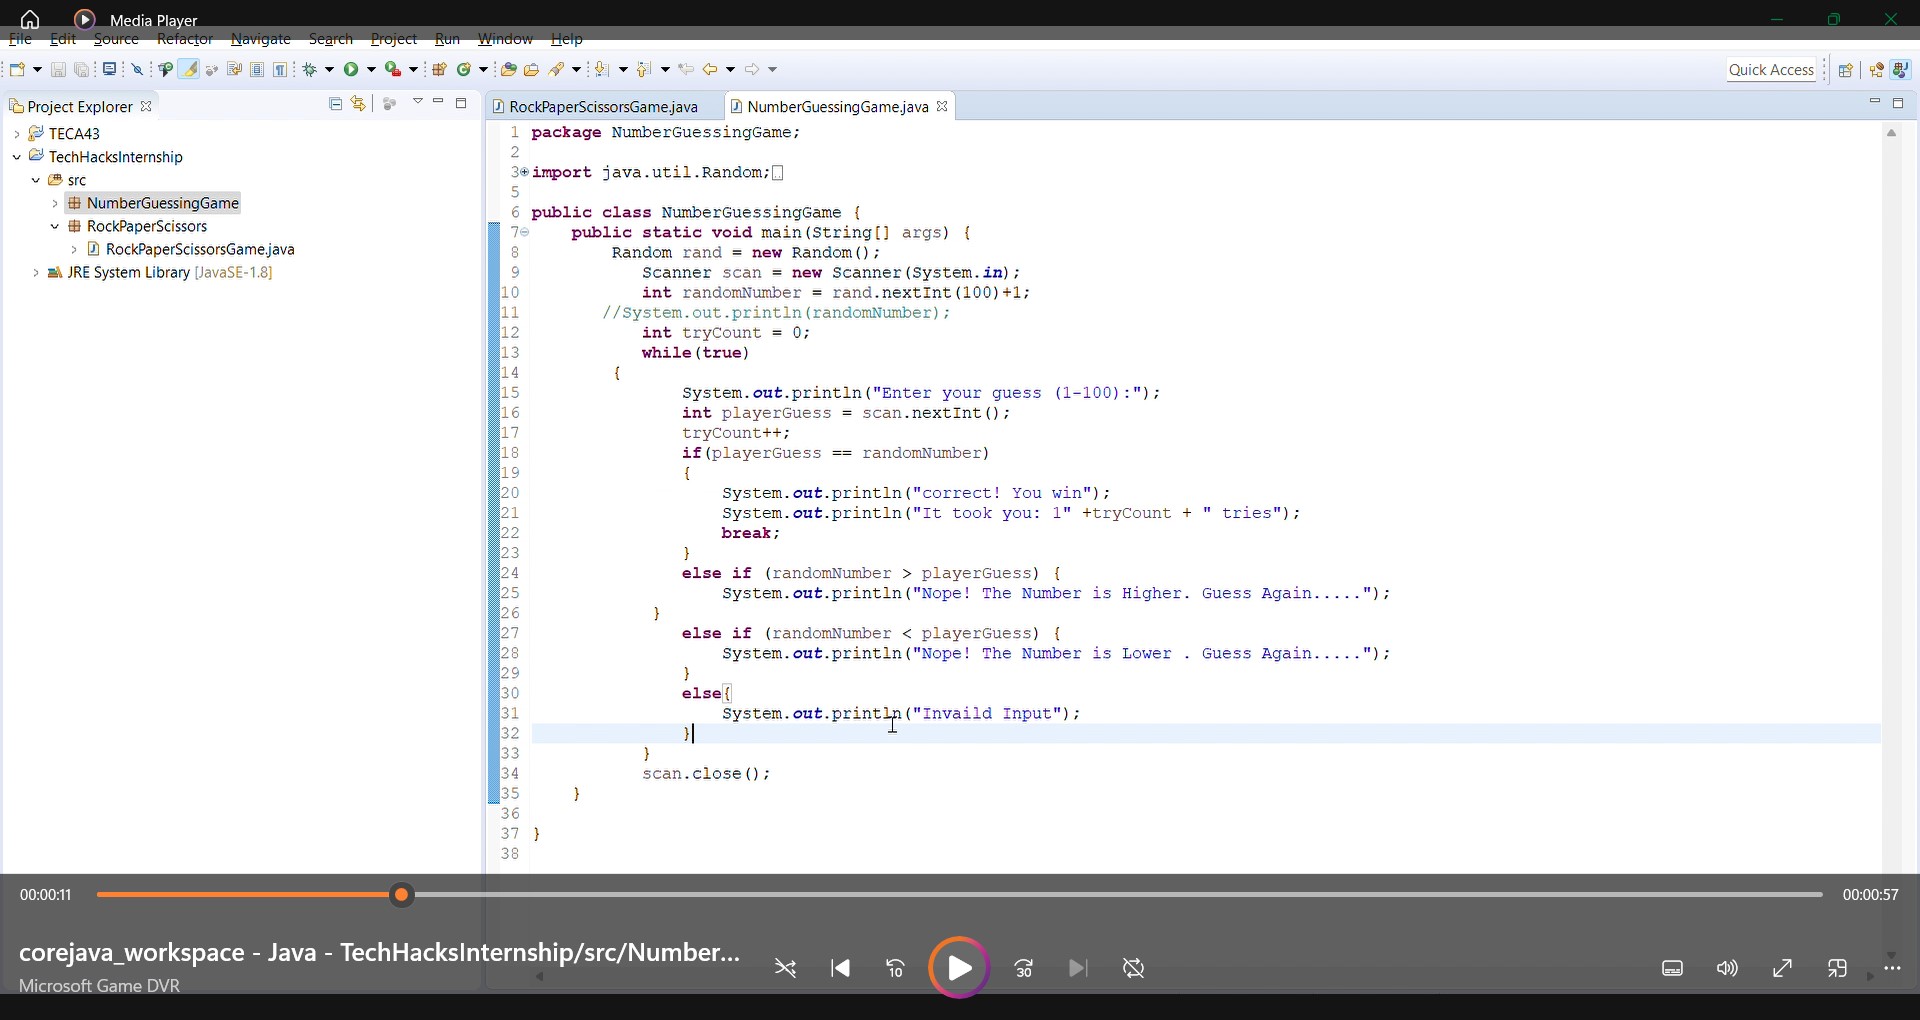 Media Player
File Edit Source Refactor Navigate Search Project Run Window Help
Quick Access
Project Explorer
RockPaperScissorsGame.java
NumberGuessingGame.java
TECA43
TechHacksInternship
src
NumberGuessingGame
RockPaperScissors
RockPaperScissorsGame.java
JRE System Library [JavaSE-1.8]
1 package NumberGuessingGame;
2
3 import java.util.Random;
5
6 public class NumberGuessingGame {
7 public static void main(String[] args) {
8 Random rand = new Random();
9 Scanner scan = new Scanner(System.in);
10 int randomNumber = rand.nextInt(100)+1;
11 //System.out.println(randomNumber);
12 int tryCount = 0;
13 while(true)
14 {
15 System.out.println("Enter your guess (1-100):");
16 int playerGuess = scan.nextInt();
17 tryCount++;
18 if(playerGuess == randomNumber)
19 {
20 System.out.println("correct! You win");
21 System.out.println("It took you: 1" +tryCount + " tries");
22 break;
23 }
24 else if (randomNumber > playerGuess) {
25 System.out.println("Nope! The Number is Higher. Guess Again.....");
26 }
27 else if (randomNumber < playerGuess) {
28 System.out.println("Nope! The Number is Lower . Guess Again.....");
29 }
30 else{
31 System.out.println("Invaild Input");
32 }
33 }
34 scan.close();
35 }
36
37 }
38
00:00:11
00:00:57
corejava_workspace - Java - TechHacksInternship/src/Number...
Microsoft Game DVR
10
30